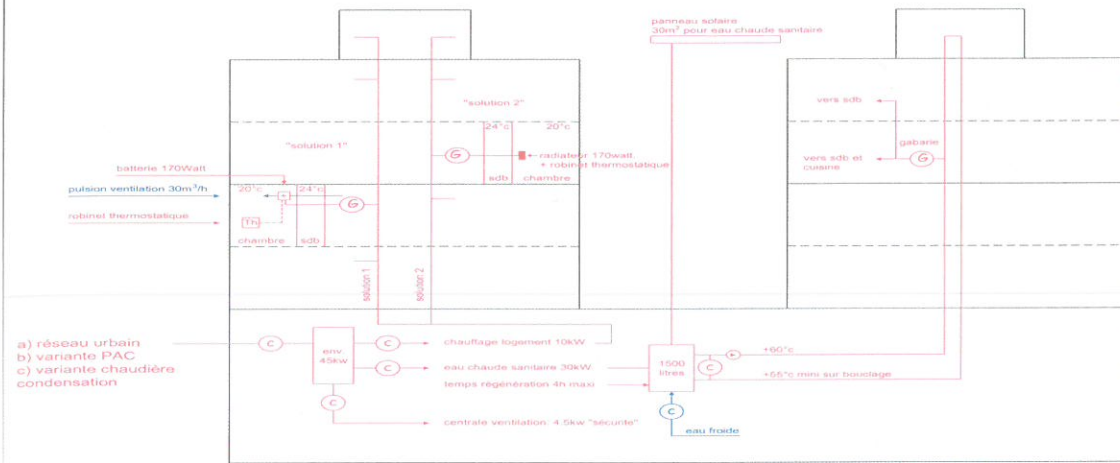 panneau solaire
30m² pour eau chaude sanitaire
"solution 2"
24°c
20°c
"solution 1"
G
radiateur 170watt.
+ robinet thermostatique
sdb
chambre
batterie 170Watt
pulsion ventilation 30m³/h
20°c
24°c
G
robinet thermostatique
Th
chambre
sdb
vers sdb
gabarie
G
vers sdb et
cuisine
solution 1
solution 2
a) réseau urbain
b) variante PAC
c) variante chaudière
condensation
C
env
45kw
C
chauffage logement 10kW
C
eau chaude sanitaire 30kW
temps régénération 4h maxi
C
centrale ventilation 4.5kw "sécurité"
1500
litres
C
+60°c
+55°c mini sur bouclage
C
eau froide